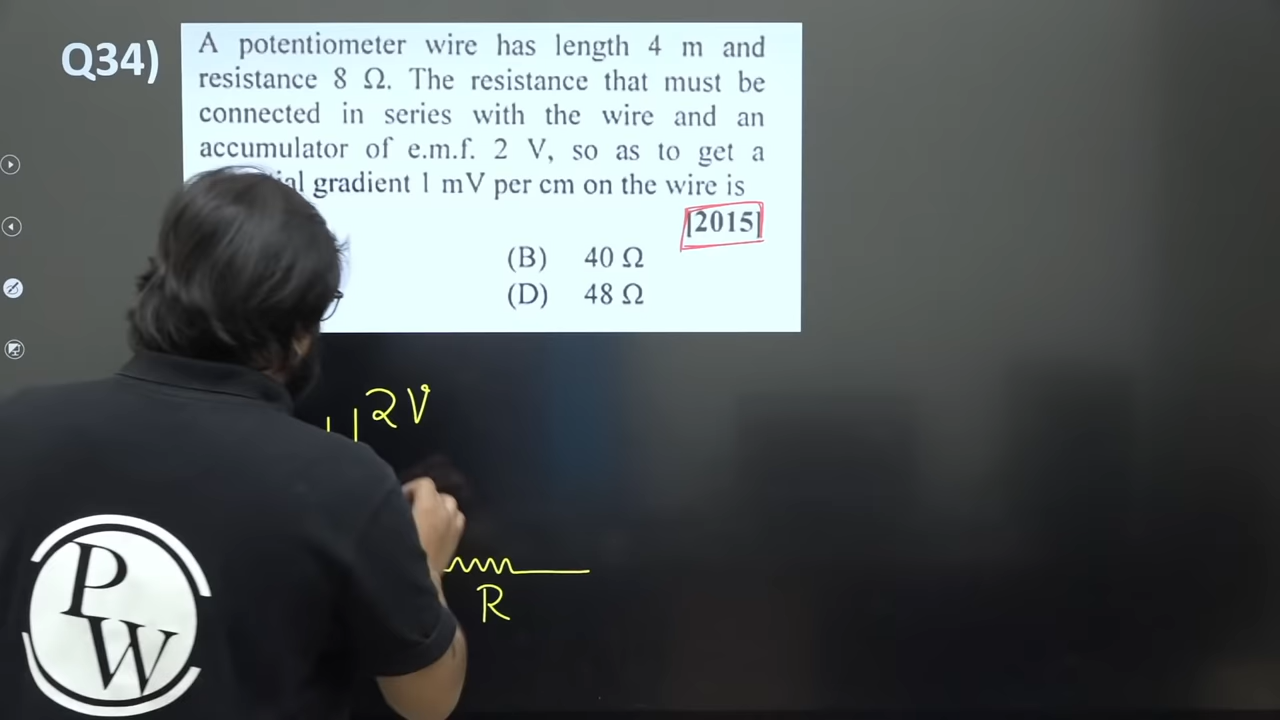 Q34)
A potentiometer wire has length 4 m and
resistance 8 Ω. The resistance that must be
connected in series with the wire and an
accumulator of e.m.f. 2 V, so as to get a
gradient 1 mV per cm on the wire is
[2015]
(B) 40 Ω
(D) 48 Ω
2V
R
P
W